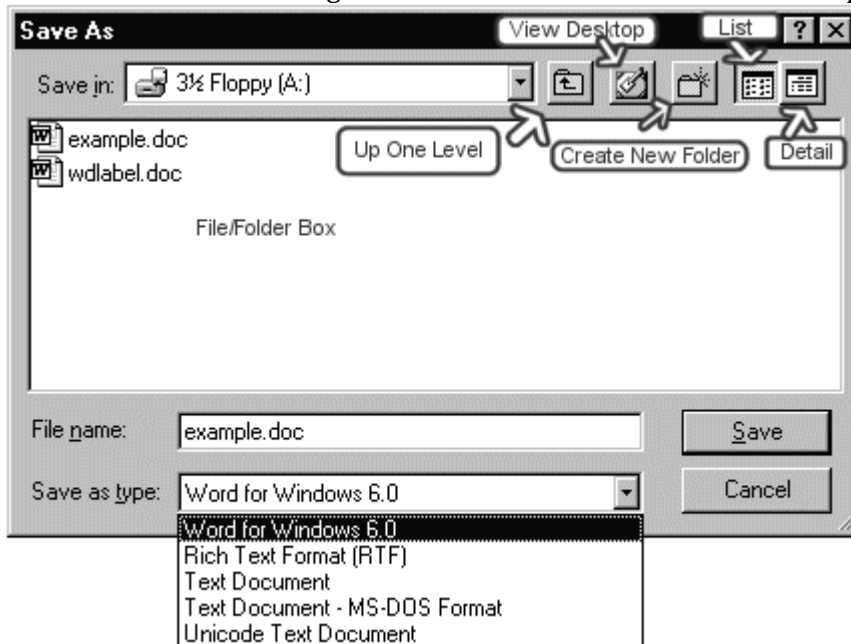 Save As View Desktop List
Save in: 3½ Floppy (A:)
example.doc
Up One Level Create New Folder Detail
wdlabel.doc
File/Folder Box
File name: example.doc Save
Save as type: Word for Windows 6.0 Cancel
Word for Windows 6.0
Rich Text Format (RTF)
Text Document
Text Document - MS-DOS Format
Unicode Text Document